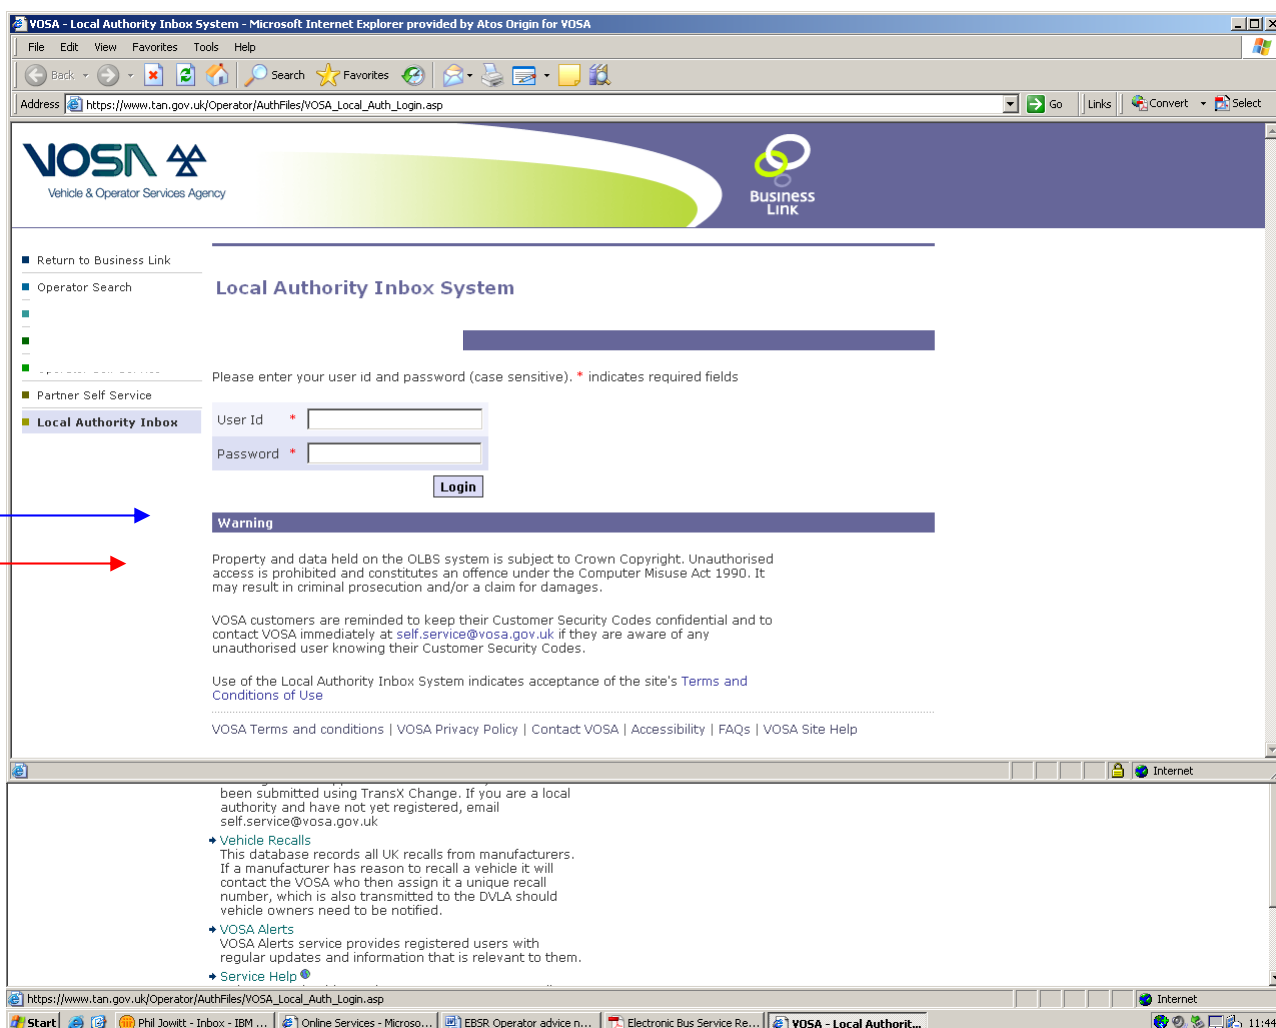 VOSA - Local Authority Inbox System - Microsoft Internet Explorer provided by Atos Origin for VOSA
File Edit View Favorites Tools Help
Back Search Favorites
Address https://www.tan.gov.uk/Operator/AuthFiles/VOSA_Local_Auth_Login.asp Go Links Convert Select
VOSA
Vehicle & Operator Services Agency
Business
Link
Return to Business Link
Operator Search
Partner Self Service
Local Authority Inbox
Local Authority Inbox System
Please enter your user id and password (case sensitive). * indicates required fields
User Id *
Password *
Login
Warning
Property and data held on the OLBS system is subject to Crown Copyright. Unauthorised
access is prohibited and constitutes an offence under the Computer Misuse Act 1990. It
may result in criminal prosecution and/or a claim for damages.
VOSA customers are reminded to keep their Customer Security Codes confidential and to
contact VOSA immediately at self.service@vosa.gov.uk if they are aware of any
unauthorised user knowing their Customer Security Codes.
Use of the Local Authority Inbox System indicates acceptance of the site's Terms and
Conditions of Use
VOSA Terms and conditions | VOSA Privacy Policy | Contact VOSA | Accessibility | FAQs | VOSA Site Help
Internet
been submitted using TransX Change. If you are a local
authority and have not yet registered, email
self.service@vosa.gov.uk
Vehicle Recalls
This database records all UK recalls from manufacturers.
If a manufacturer has reason to recall a vehicle it will
contact the VOSA who then assign it a unique recall
number, which is also transmitted to the DVLA should
vehicle owners need to be notified.
VOSA Alerts
VOSA Alerts service provides registered users with
regular updates and information that is relevant to them.
Service Help
https://www.tan.gov.uk/Operator/AuthFiles/VOSA_Local_Auth_Login.asp Internet
Start Phil Jowitt - Inbox - IBM ... Online Services - Microso... EBSR Operator advice n... Electronic Bus Service Re... VOSA - Local Authorit... 11:44